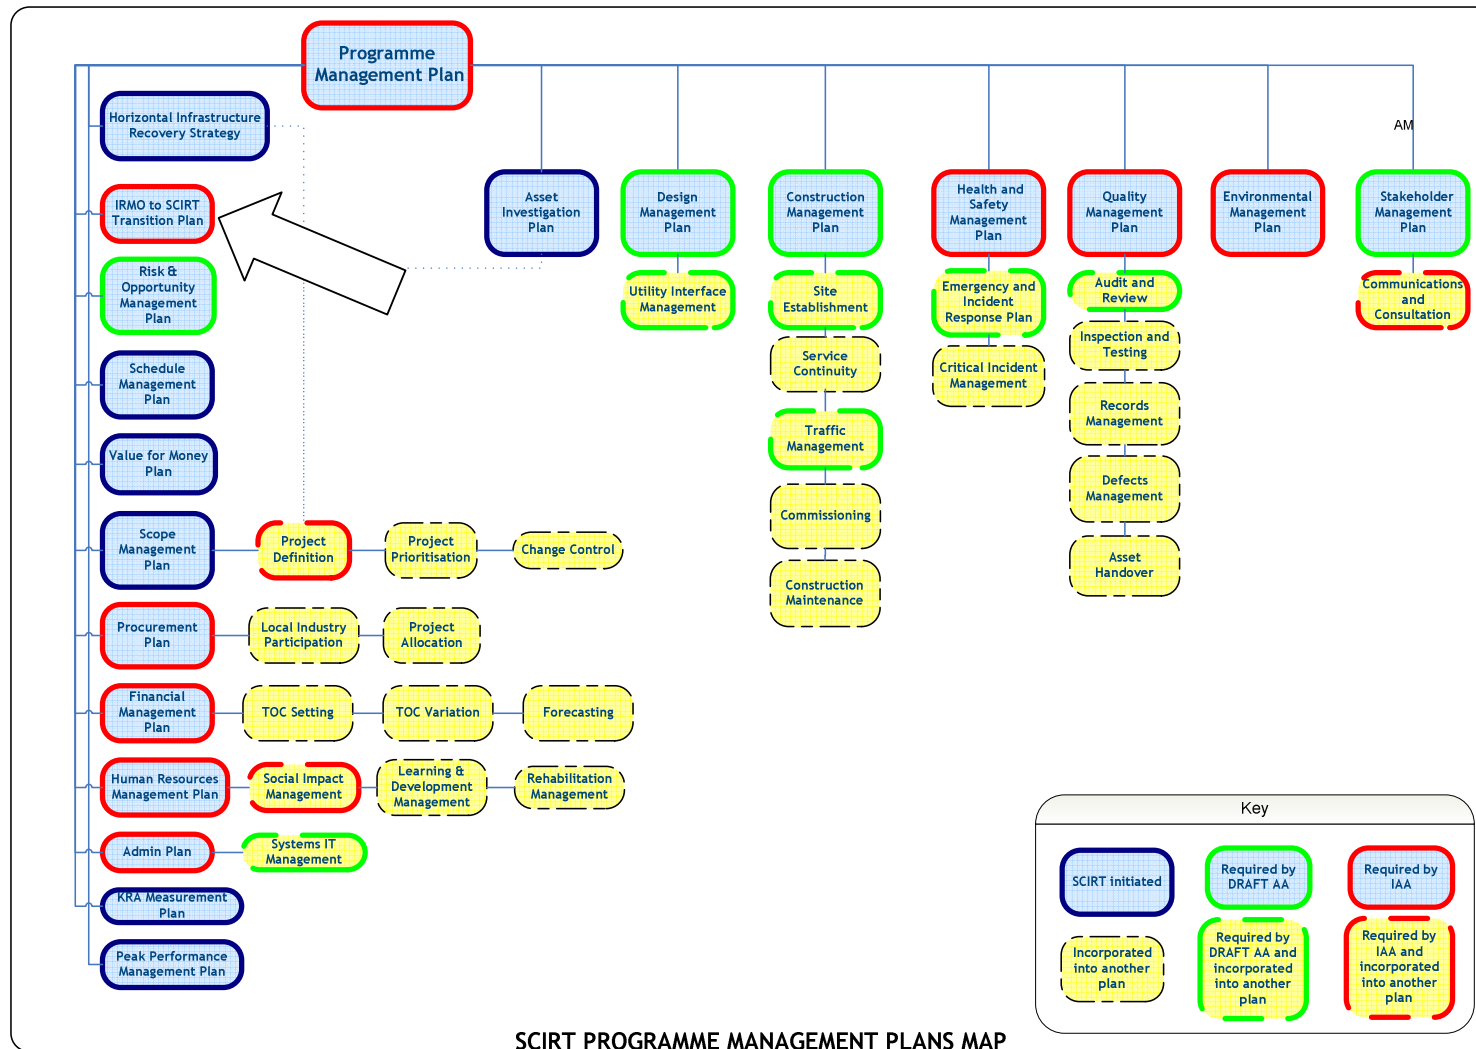 Programme
Management Plan
Horizontal Infrastructure
Recovery Strategy
AM
IRMO to SCIRT
Transition Plan
Asset
Investigation
Plan
Design
Management
Plan
Construction
Management
Plan
Health and
Safety
Management
Plan
Quality
Management
Plan
Environmental
Management
Plan
Stakeholder
Management
Plan
Risk &
Opportunity
Management
Plan
Utility Interface
Management
Site
Establishment
Emergency and
Incident
Response Plan
Audit and
Review
Communications
and
Consultation
Service
Continuity
Critical Incident
Management
Inspection and
Testing
Schedule
Management
Plan
Traffic
Management
Records
Management
Value for Money
Plan
Commissioning
Defects
Management
Scope
Management
Plan
Project
Definition
Project
Prioritisation
Change Control
Construction
Maintenance
Asset
Handover
Procurement
Plan
Local Industry
Participation
Project
Allocation
Financial
Management
Plan
TOC Setting
TOC Variation
Forecasting
Human Resources
Management Plan
Social Impact
Management
Learning &
Development
Management
Rehabilitation
Management
Admin Plan
Systems IT
Management
KRA Measurement
Plan
Peak Performance
Management Plan
Key
SCIRT initiated
Required by
DRAFT AA
Required by
IAA
Incorporated
into another
plan
Required by
DRAFT AA and
incorporated
into another
plan
Required by
IAA and
incorporated
into another
plan
SCIRT PROGRAMME MANAGEMENT PLANS MAP